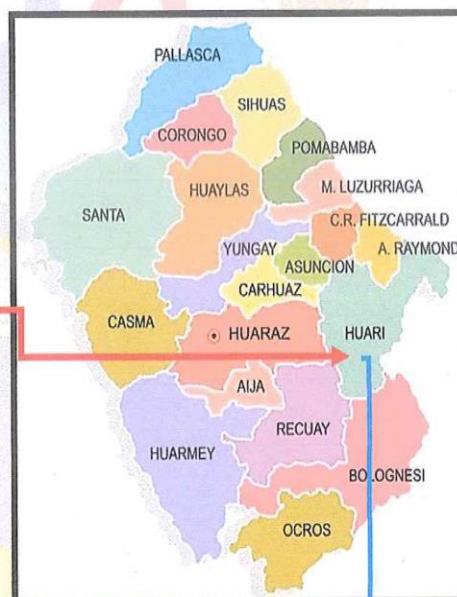 PALLASCA
SIHUAS
CORONGO
POMABAMBA
HUAYLAS
M. LUZURRIAGA
SANTA
C.R. FITZCARRALD
YUNGAY
A. RAYMOND
ASUNCION
CARHUAZ
CASMA
HUARAZ
HUARI
AIJA
RECUAY
HUARMEY
BOLOGNESI
OCROS